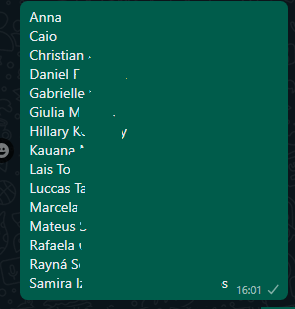 Anna
Caio
Christian
Daniel
Gabrielle
Giulia M
Hillary K
Kauana
Lais To
Luccas Ta
Marcela
Mateus S
Rafaela
Rayná S
Samira Iz s
16:01